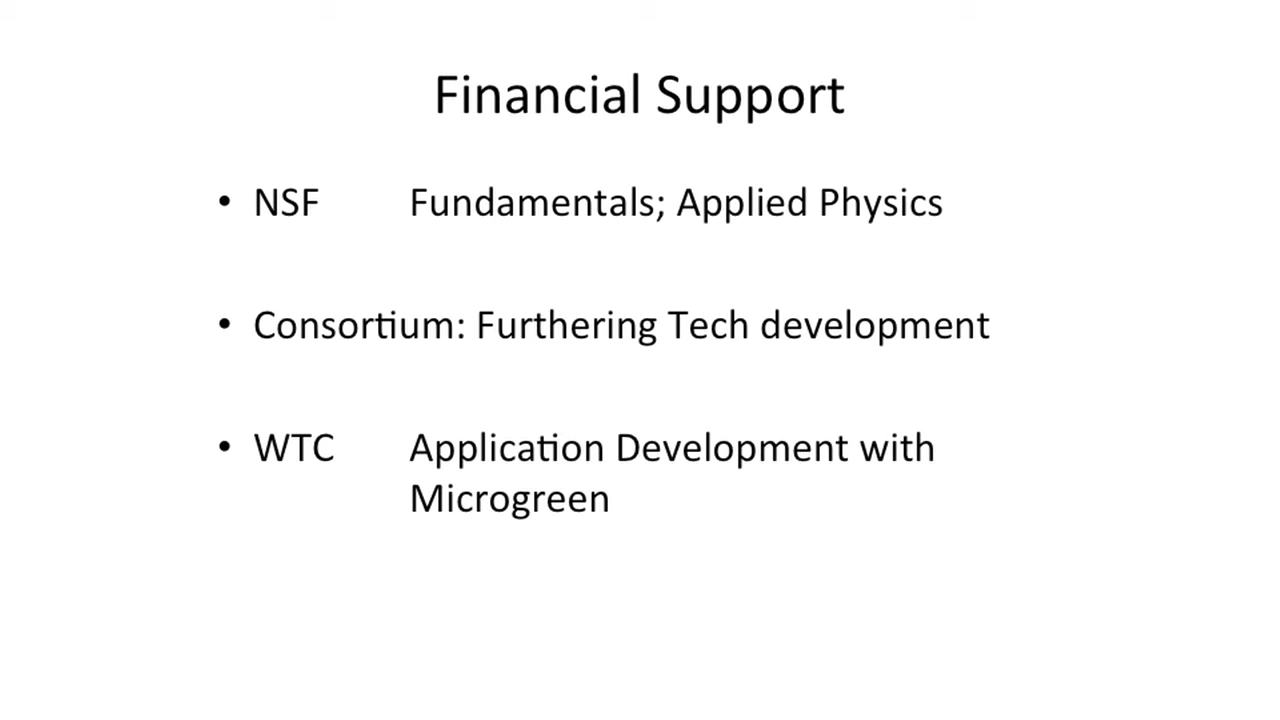 Financial Support
• NSF Fundamentals; Applied Physics
• Consortium: Furthering Tech development
• WTC Application Development with
Microgreen